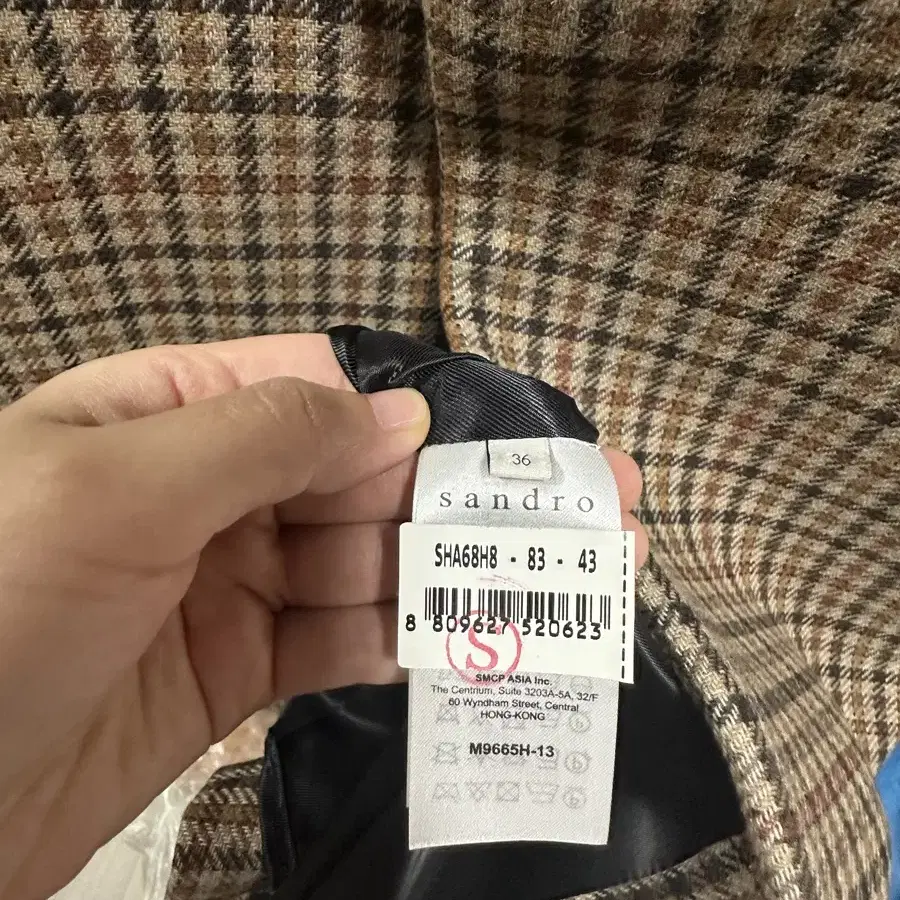 36
sandro
SHA68H8 - 83 - 43
8 809627 520623
S
SMCP ASIA Inc.
The Centrium, Suite 3203A-5A, 32/F
60 Wyndham Street, Central
HONG-KONG
M9665H-13